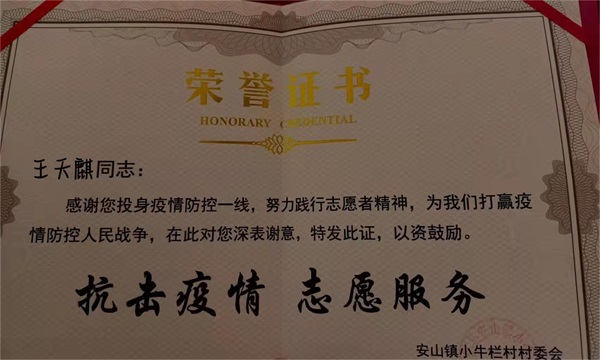 荣誉证书
HONORARY CREDENTIAL
王天麒同志：
感谢您投身疫情防控一线，努力践行志愿者精神，为我们打赢疫
情防控人民战争，在此对您深表谢意，特发此证，以资鼓励。
抗击疫情 志愿服务
安山镇小牛栏村村委会